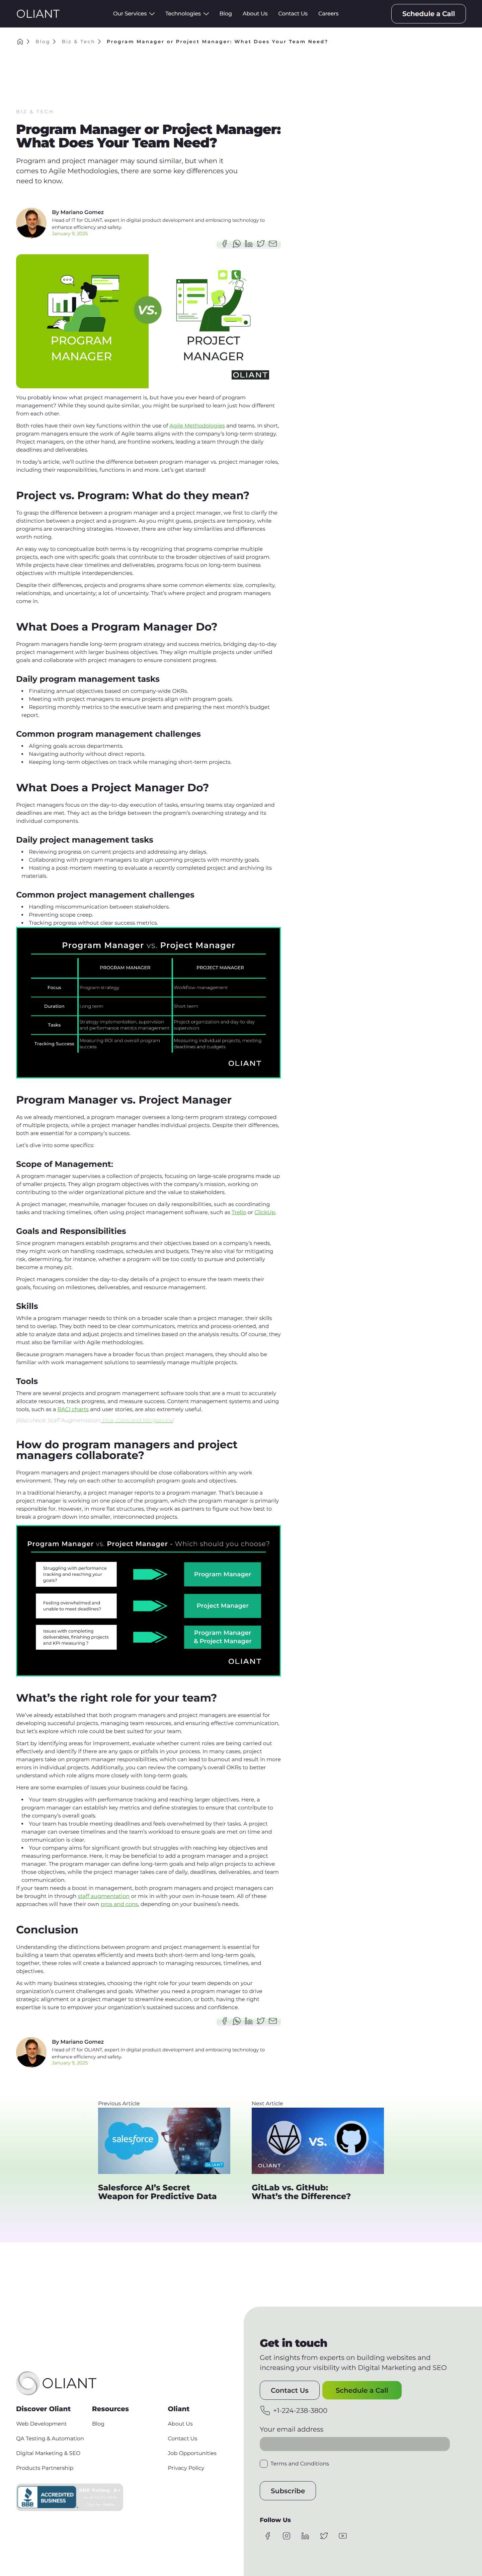 OLIANT
Our Services
Technologies
Blog
About Us
Contact Us
Careers
Schedule a Call
Blog
Biz & Tech
Program Manager or Project Manager: What Does Your Team Need?
BIZ & TECH
Program Manager or Project Manager:
What Does Your Team Need?
Program and project manager may sound similar, but when it
comes to Agile Methodologies, there are some key differences you
need to know.
By Mariano Gomez
Head of IT for OLIANT, expert in digital product development and embracing technology to
enhance efficiency and safety.
January 9, 2025
VS.
PROGRAM
MANAGER
PROJECT
MANAGER
OLIANT
You probably know what project management is, but have you ever heard of program
management? While they sound quite similar, you might be surprised to learn just how different
from each other.
Both roles have their own key functions within the use of Agile Methodologies and teams. In short,
program managers ensure the work of Agile teams aligns with the company's long-term strategy.
Project managers, on the other hand, are frontline workers, leading a team through the daily
deadlines and deliverables.
In today's article, we'll outline the difference between program manager vs. project manager roles,
including their responsibilities, functions in and more. Let's get started!
Project vs. Program: What do they mean?
To grasp the difference between a program manager and a project manager, we first to clarify the
distinction between a project and a program. As you might guess, projects are temporary, while
programs are overarching strategies. However, there are other key similarities and differences
worth noting.
An easy way to conceptualize both terms is by recognizing that programs comprise multiple
projects, each one with specific goals that contribute to the broader objectives of said program.
While projects have clear timelines and deliverables, programs focus on long-term business
objectives with multiple interdependencies.
Despite their differences, projects and programs share some common elements: size, complexity,
relationships, and uncertainty; a lot of uncertainty. That's where project and program managers
come in.
What Does a Program Manager Do?
Program managers handle long-term program strategy and success metrics, bridging day-to-day
project management with larger business objectives. They align multiple projects under unified
goals and collaborate with project managers to ensure consistent progress.
Daily program management tasks
• Finalizing annual objectives based on company-wide OKRs.
• Meeting with project managers to ensure projects align with program goals.
• Reporting monthly metrics to the executive team and preparing the next month's budget
report.
Common program management challenges
• Aligning goals across departments.
• Navigating authority without direct reports.
• Keeping long-term objectives on track while managing short-term projects.
What Does a Project Manager Do?
Project managers focus on the day-to-day execution of tasks, ensuring teams stay organized and
deadlines are met. They act as the bridge between the program's overarching strategy and its
individual components.
Daily project management tasks
• Reviewing progress on current projects and addressing any delays.
• Collaborating with program managers to align upcoming projects with monthly goals.
• Hosting a post-mortem meeting to evaluate a recently completed project and archiving its
materials.
Common project management challenges
• Handling miscommunication between stakeholders.
• Preventing scope creep.
• Tracking progress without clear success metrics.
Program Manager vs. Project Manager
PROGRAM MANAGER
PROJECT MANAGER
Focus
Program strategy
Workflow management
Duration
Long term
Short term
Tasks
Strategy implementation, supervision
and performance metrics management
Project organization and day-to-day
supervision
Tracking Success
Measuring ROI and overall program
success
Measuring individual projects, meeting
deadlines and budgets
OLIANT
Program Manager vs. Project Manager
As we already mentioned, a program manager oversees a long-term program strategy composed
of multiple projects, while a project manager handles individual projects. Despite their differences,
both are essential for a company's success.
Let's dive into some specifics:
Scope of Management:
A program manager supervises a collection of projects, focusing on large-scale programs made up
of smaller projects. They align program objectives with the company's mission, working on
contributing to the wider organizational picture and the value to stakeholders.
A project manager, meanwhile, manager focuses on daily responsibilities, such as coordinating
tasks and tracking timelines, often using project management software, such as Trello or ClickUp.
Goals and Responsibilities
Since program managers establish programs and their objectives based on a company's needs,
they might work on handling roadmaps, schedules and budgets. They're also vital for mitigating
risk, determining, for instance, whether a program will be too costly to pursue and potentially
become a money pit.
Project managers consider the day-to-day details of a project to ensure the team meets their
goals, focusing on milestones, deliverables, and resource management.
Skills
While a program manager needs to think on a broader scale than a project manager, their skills
tend to overlap. They both need to be clear communicators, metrics and process-oriented, and
able to analyze data and adjust projects and timelines based on the analysis results. Of course, they
must also be familiar with Agile methodologies.
Because program managers have a broader focus than project managers, they should also be
familiar with work management solutions to seamlessly manage multiple projects.
Tools
There are several projects and program management software tools that are a must to accurately
allocate resources, track progress, and measure success. Content management systems and using
tools, such as a RACI charts and user stories, are also extremely useful.
How do program managers and project
managers collaborate?
Program managers and project managers should be close collaborators within any work
environment. They rely on each other to accomplish program goals and objectives.
In a traditional hierarchy, a project manager reports to a program manager. That's because a
project manager is working on one piece of the program, which the program manager is primarily
responsible for. However, in more flat structures, they work as partners to figure out how best to
break a program down into smaller, interconnected projects.
Program Manager vs. Program Manager - Which should you choose?
Struggling with performance
tracking and reaching your
goals?
Program Manager
Feeling overwhelmed and
unable to meet deadlines?
Project Manager
Issues with completing
deliverables, finishing projects
and KPI measuring ?
Program Manager
& Project Manager
OLIANT
What's the right role for your team?
We've already established that both program managers and project managers are essential for
developing successful projects, managing team resources, and ensuring effective communication,
but let's explore which role could be best suited for your team.
Start by identifying areas for improvement, evaluate whether current roles are being carried out
effectively and identify if there are any gaps or pitfalls in your process. In many cases, project
managers take on program manager responsibilities, which can lead to burnout and result in more
errors in individual projects. Additionally, you can review the company's overall OKRs to better
understand which role aligns more closely with long-term goals.
Here are some examples of issues your business could be facing.
• Your team struggles with performance tracking and reaching larger objectives. Here, a
program manager can establish key metrics and define strategies to ensure that contribute to
the company's overall goals.
• Your team has trouble meeting deadlines and feels overwhelmed by their tasks. A project
manager can oversee timelines and the team's workload to ensure goals are met on time and
communication is clear.
• Your company aims for significant growth but struggles with reaching key objectives and
measuring performance. Here, it may be beneficial to add a program manager and project
manager. The program manager can define long-term goals and help align projects to achieve
those objectives, while the project manager takes care of daily, deadlines, deliverables, and team
communication.
If your team needs a boost in management, both program managers and project managers can
be brought in through staff augmentation or mix in with your own in-house team. All of these
approaches will have their own pros and cons, depending on your business's needs.
Conclusion
Understanding the distinctions between program and project management is essential for
building a team that operates efficiently and meets both short-term and long-term goals,
together, these roles will create a balanced approach to managing resources, timelines, and
objectives.
As with many business strategies, choosing the right role for your team depends on your
organization's current challenges and goals. Whether you need a program manager to drive
strategic alignment or a project manager to streamline execution, or both, having the right
expertise is sure to empower your organization's sustained success and confidence.
By Mariano Gomez
Head of IT for OLIANT, expert in digital product development and embracing technology to
enhance efficiency and safety.
January 9, 2025
Previous Article
salesforce
OLIANT
Salesforce AI's Secret
Weapon for Predictive Data
Next Article
VS.
OLIANT
GitLab vs. GitHub:
What's the Difference?
OLIANT
Discover Oliant
Web Development
QA Testing & Automation
Digital Marketing & SEO
Products Partnership
Resources
Blog
Oliant
About Us
Contact Us
Job Opportunities
Privacy Policy
BBB
ACCREDITED
BUSINESS
BBB Rating: A+
Get in touch
Get insights from experts on building websites and
increasing your visibility with Digital Marketing and SEO
Contact Us
Schedule a Call
+1-224-238-3800
Your email address
Terms and Conditions
Subscribe
Follow Us